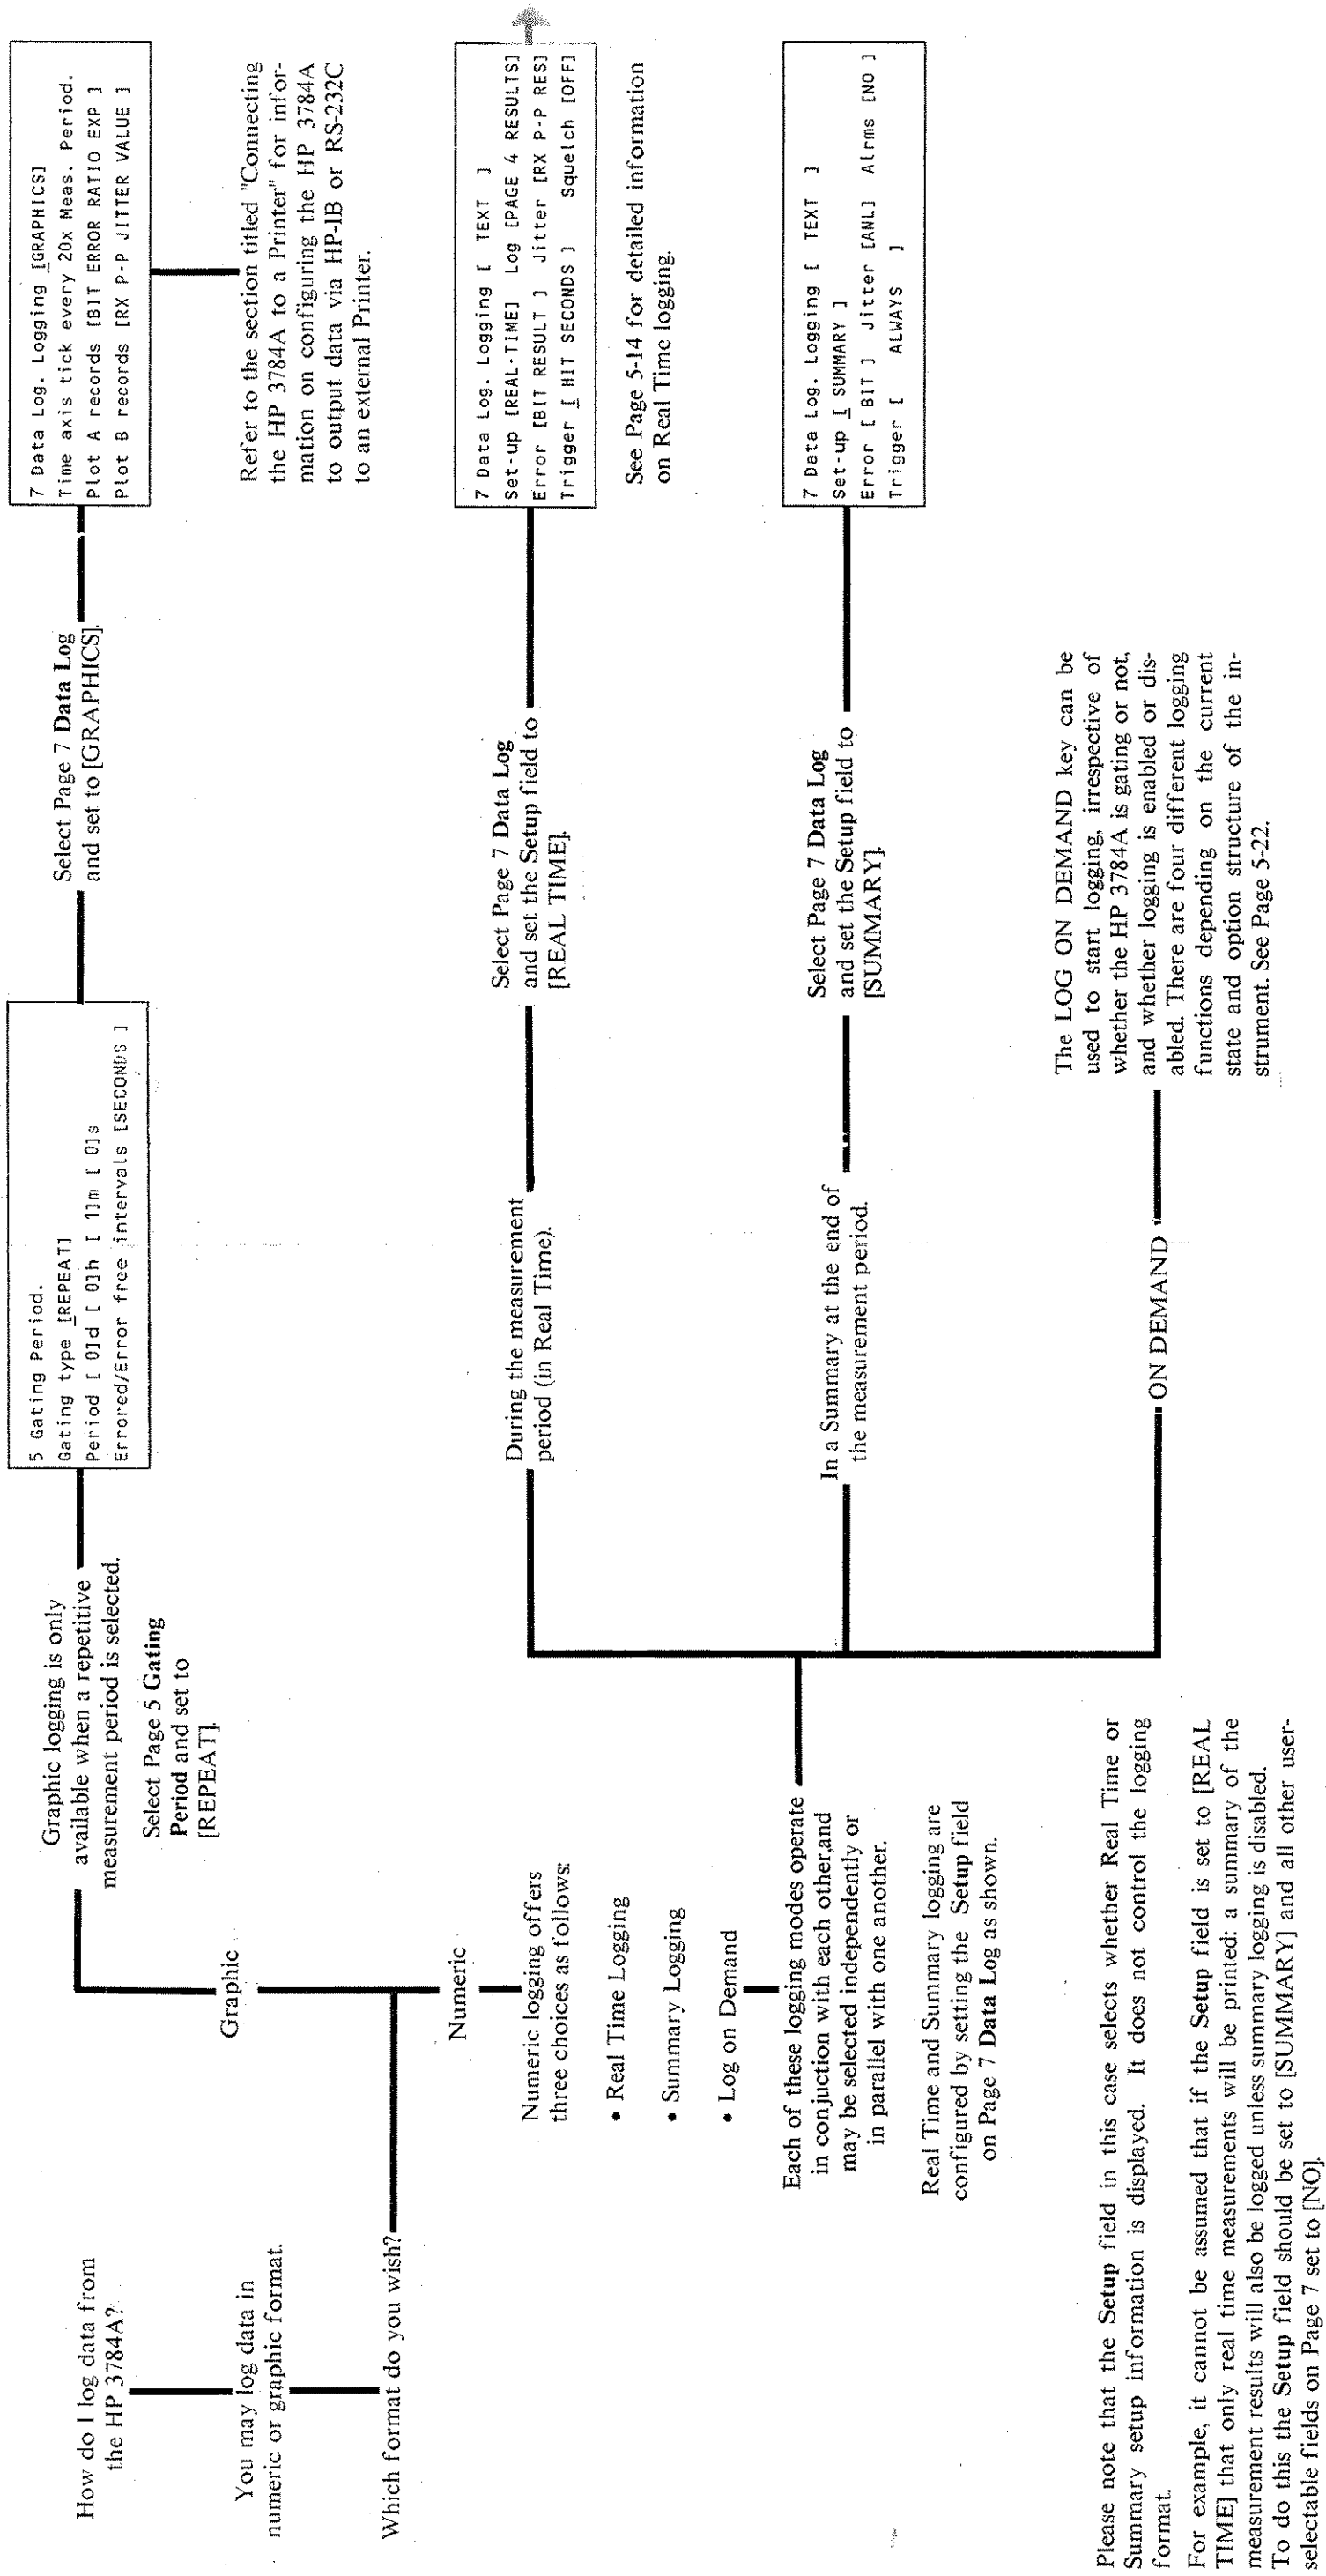 How do I log data from
the HP 3784A?
You may log data in
numeric or graphic format.
Which format do you wish?
Graphic
Graphic logging is only
available when a repetitive
measurement period is selected.
Select Page 5 Gating
Period and set to
[REPEAT].
5 Gating Period.
Gating type [REPEAT]
Period [ 0]d [ 0]h [ 1]m [ 0]s
Errored/Error free intervals [SECONDS ]
Select Page 7 Data Log
and set to [GRAPHICS].
7 Data Log. Logging [GRAPHICS]
Time axis tick every 20x Meas. Period.
Plot A records [BIT ERROR RATIO EXP ]
Plot B records [RX P-P JITTER VALUE ]
Refer to the section titled "Connecting
the HP 3784A to a Printer" for infor-
mation on configuring the HP 3784A
to output data via HP-IB or RS-232C
to an external Printer.
Numeric
Numeric logging offers
three choices as follows:
• Real Time Logging
• Summary Logging
• Log on Demand
Each of these logging modes operate
in conjuction with each other,and
may be selected independently or
in parallel with one another.
Real Time and Summary logging are
configured by setting the Setup field
on Page 7 Data Log as shown.
During the measurement
period (in Real Time).
Select Page 7 Data Log
and set the Setup field to
[REAL TIME].
7 Data Log. Logging [ TEXT ]
Set-up [REAL-TIME] Log [PAGE 4 RESULTS]
Error [BIT RESULT ] Jitter [RX P-P RES]
Trigger [ HIT SECONDS ] Squelch [OFF]
See Page 5-14 for detailed information
on Real Time logging.
In a Summary at the end of
the measurement period.
Select Page 7 Data Log
and set the Setup field to
[SUMMARY].
7 Data Log. Logging [ TEXT ]
Set-up [ SUMMARY ]
Error [ BIT ] Jitter [ANL] Alrms [NO ]
Trigger [ ALWAYS ]
ON DEMAND
The LOG ON DEMAND key can be
used to start logging, irrespective of
whether the HP 3784A is gating or not,
and whether logging is enabled or dis-
abled. There are four different logging
functions depending on the current
state and option structure of the in-
strument. See Page 5-22.
Please note that the Setup field in this case selects whether Real Time or
Summary setup information is displayed. It does not control the logging
format.
For example, it cannot be assumed that if the Setup field is set to [REAL
TIME] that only real time measurements will be printed: a summary of the
measurement results will also be logged unless summary logging is disabled.
To do this the Setup field should be set to [SUMMARY] and all other user-
selectable fields on Page 7 set to [NO].